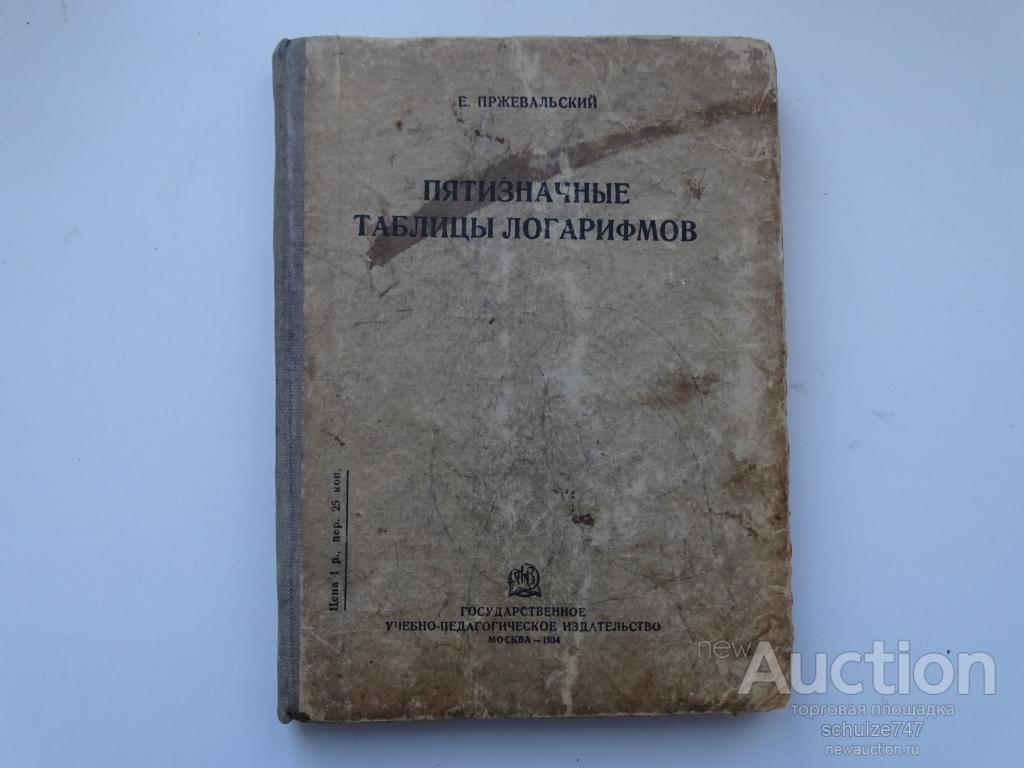 Е. ПРЖЕВАЛЬСКИЙ
ПЯТИЗНАЧНЫЕ
ТАБЛИЦЫ ЛОГАРИФМОВ
Цена 1 р., пер. 25 коп.
ГОСУДАРСТВЕННОЕ
УЧЕБНО-ПЕДАГОГИЧЕСКОЕ ИЗДАТЕЛЬСТВО
МОСКВА — 1934
new Auction
торговая площадка
schulze747
newauction.ru